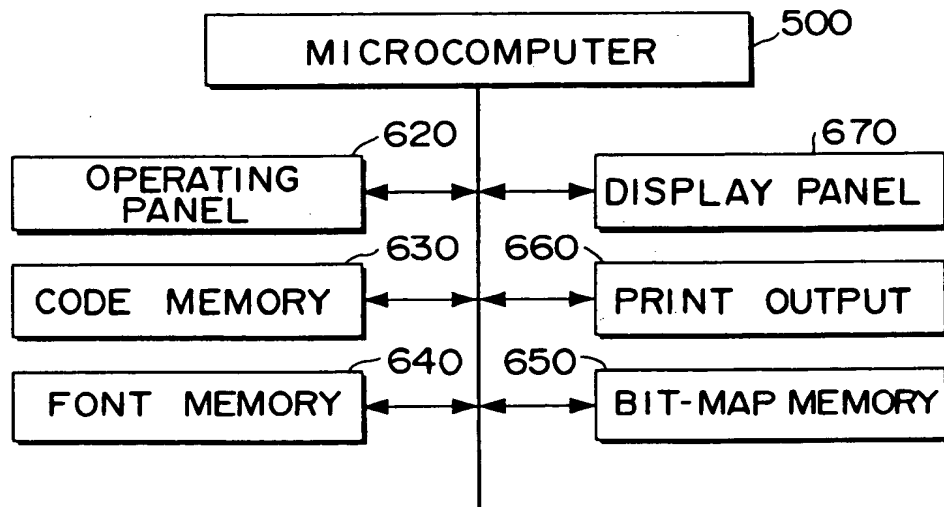 MICROCOMPUTER
500
620
OPERATING
PANEL
670
DISPLAY PANEL
630
CODE MEMORY
660
PRINT OUTPUT
640
FONT MEMORY
650
BIT-MAP MEMORY